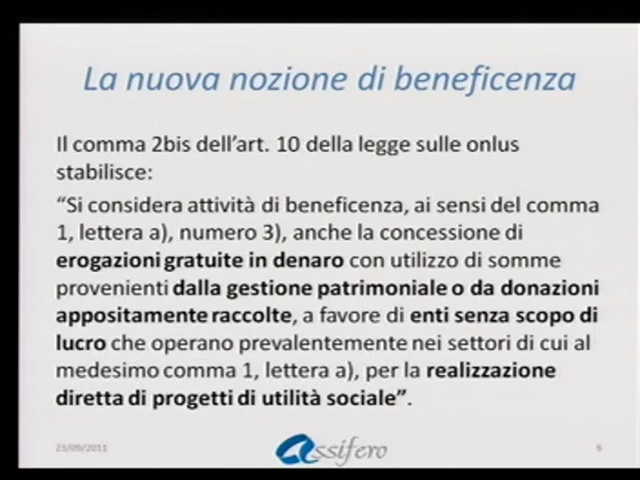 La nuova nozione di beneficenza
Il comma 2bis dell'art. 10 della legge sulle onlus
stabilisce:
“Si considera attività di beneficenza, ai sensi del comma
1, lettera a), numero 3), anche la concessione di
erogazioni gratuite in denaro con utilizzo di somme
provenienti dalla gestione patrimoniale o da donazioni
appositamente raccolte, a favore di enti senza scopo di
lucro che operano prevalentemente nei settori di cui al
medesimo comma 1, lettera a), per la realizzazione
diretta di progetti di utilità sociale”.
23/09/2011
Assifero
6